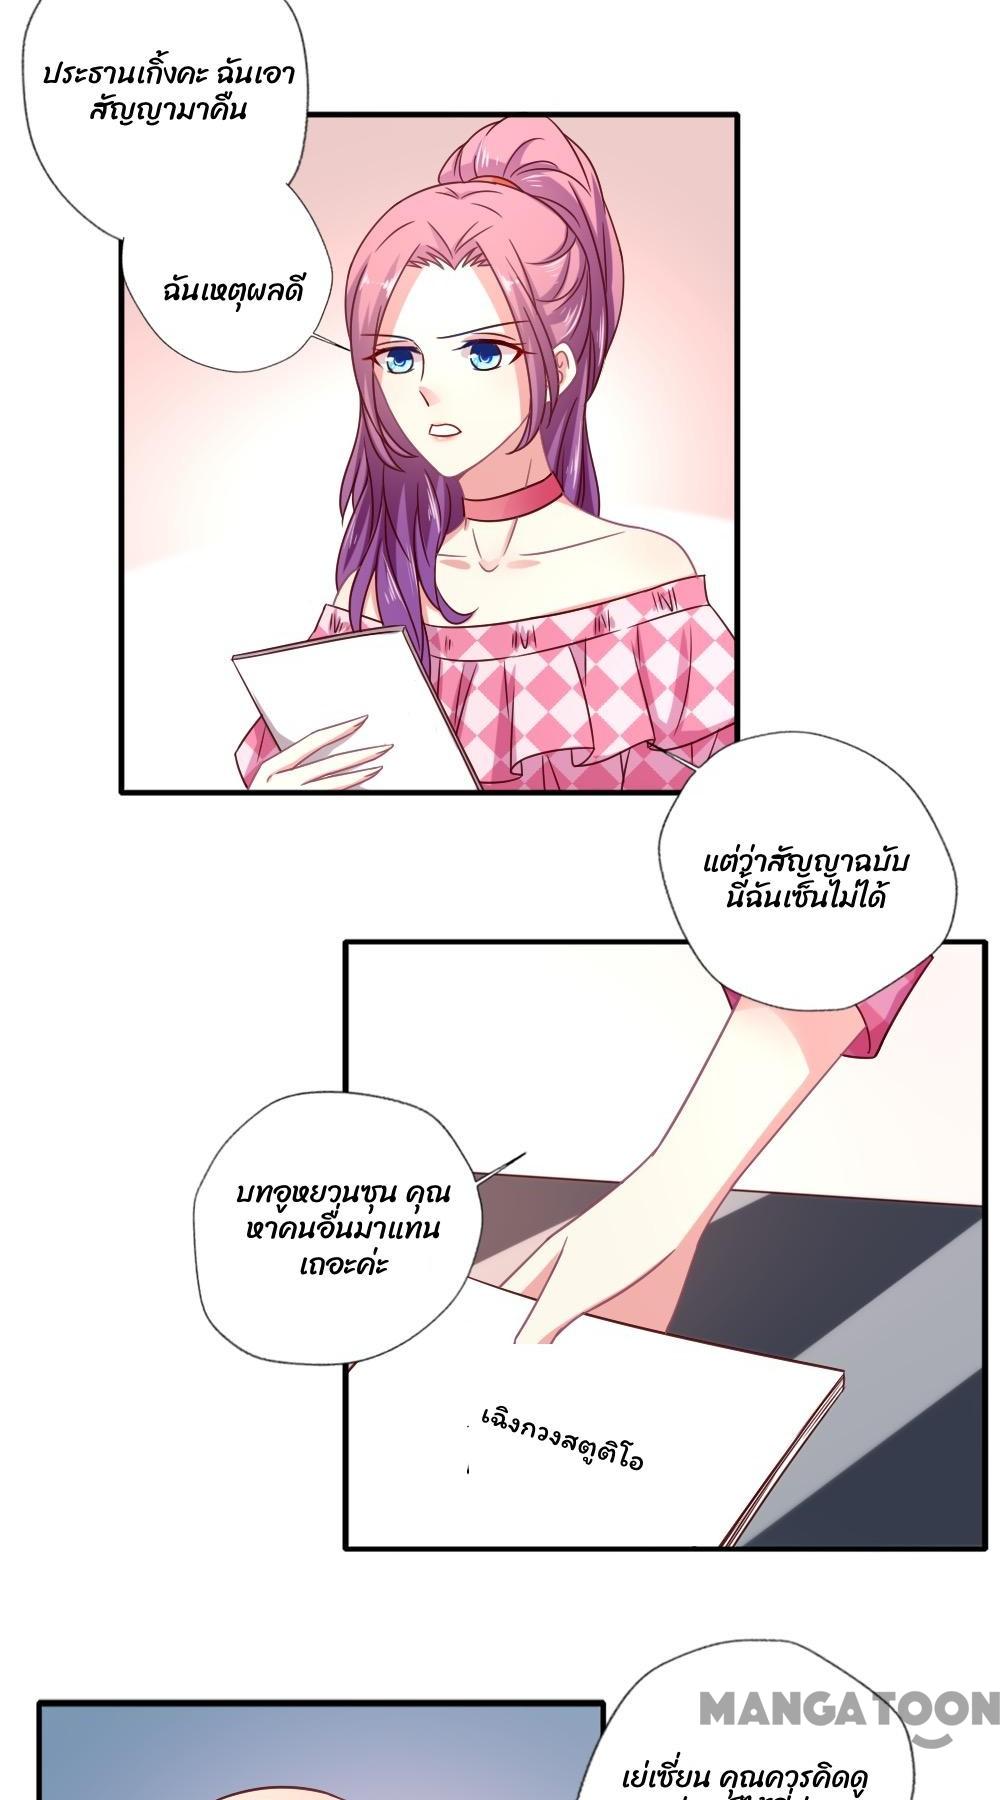 ประธานเกิ้งคะ ฉันเอา
สัญญามาคืน
ฉันเหตุผลดี
แต่ว่าสัญญาฉบับ
นี้ฉันเซ็นไม่ได้
บทอูหยวนซุน คุณ
หาคนอื่นมาแทน
เถอะค่ะ
เฉิงกวงสตูดิโอ
MANGATOON
เย่เซี่ยน คุณควรคิดดู